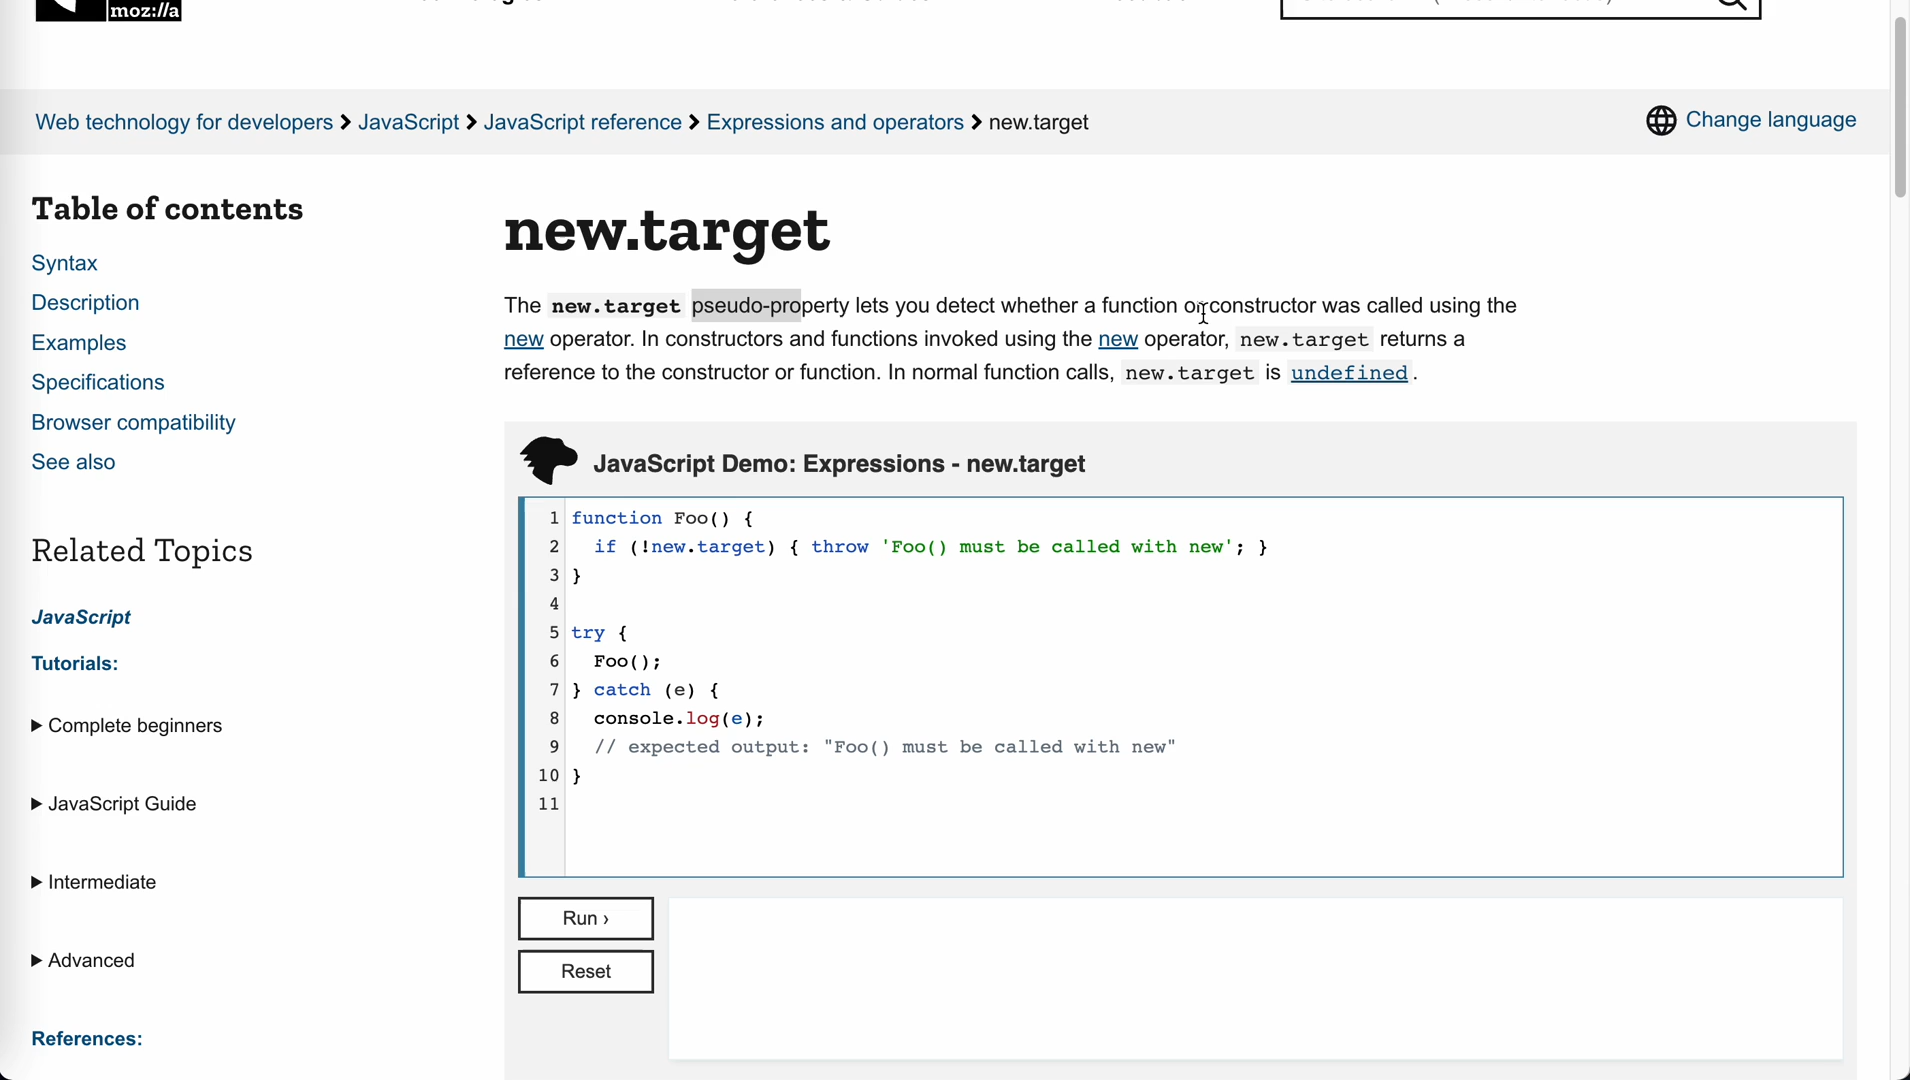 moz://a
Web technology for developers > JavaScript > JavaScript reference > Expressions and operators > new.target
Change language
Table of contents
Syntax
Description
Examples
Specifications
Browser compatibility
See also
Related Topics
JavaScript
Tutorials:
▶ Complete beginners
▶ JavaScript Guide
▶ Intermediate
▶ Advanced
References:
new.target
The new.target pseudo-property lets you detect whether a function or constructor was called using the
new operator. In constructors and functions invoked using the new operator, new.target returns a
reference to the constructor or function. In normal function calls, new.target is undefined.
JavaScript Demo: Expressions - new.target
1 function Foo() {
2   if (!new.target) { throw 'Foo() must be called with new'; }
3 }
4
5 try {
6   Foo();
7 } catch (e) {
8   console.log(e);
9   // expected output: "Foo() must be called with new"
10 }
11
Run ›
Reset